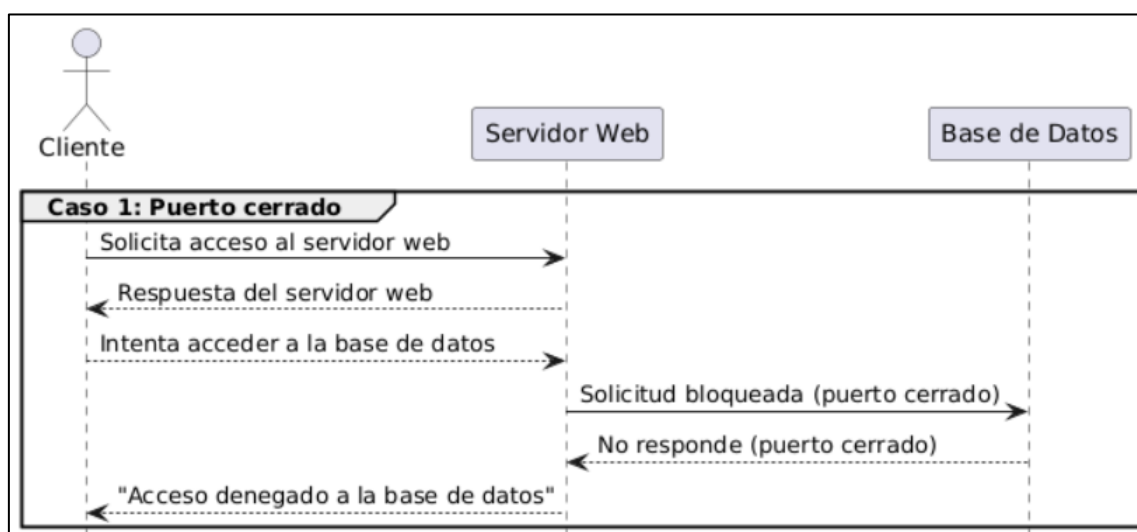 Cliente
Servidor Web
Base de Datos
Caso 1: Puerto cerrado
Solicita acceso al servidor web
Respuesta del servidor web
Intenta acceder a la base de datos
Solicitud bloqueada (puerto cerrado)
No responde (puerto cerrado)
"Acceso denegado a la base de datos"